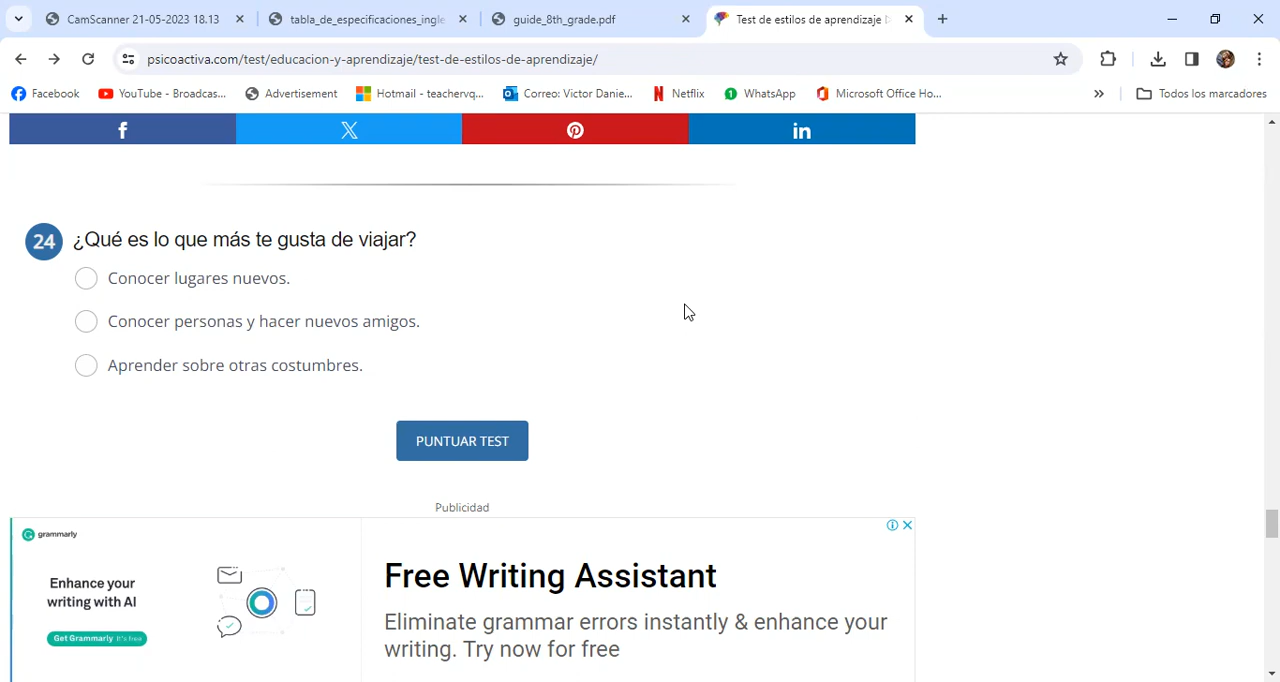 CamScanner 21-05-2023 18.13
tabla_de_especificaciones_ingle
guide_8th_grade.pdf
Test de estilos de aprendizaje
psicoactiva.com/test/educacion-y-aprendizaje/test-de-estilos-de-aprendizaje/
Facebook
YouTube - Broadcas...
Advertisement
Hotmail - teachervq...
Correo: Victor Danie...
Netflix
WhatsApp
Microsoft Office Ho...
Todos los marcadores
24 ¿Qué es lo que más te gusta de viajar?
Conocer lugares nuevos.
Conocer personas y hacer nuevos amigos.
Aprender sobre otras costumbres.
PUNTUAR TEST
Publicidad
grammarly
Enhance your
writing with AI
Get Grammarly It's free
Free Writing Assistant
Eliminate grammar errors instantly & enhance your
writing. Try now for free